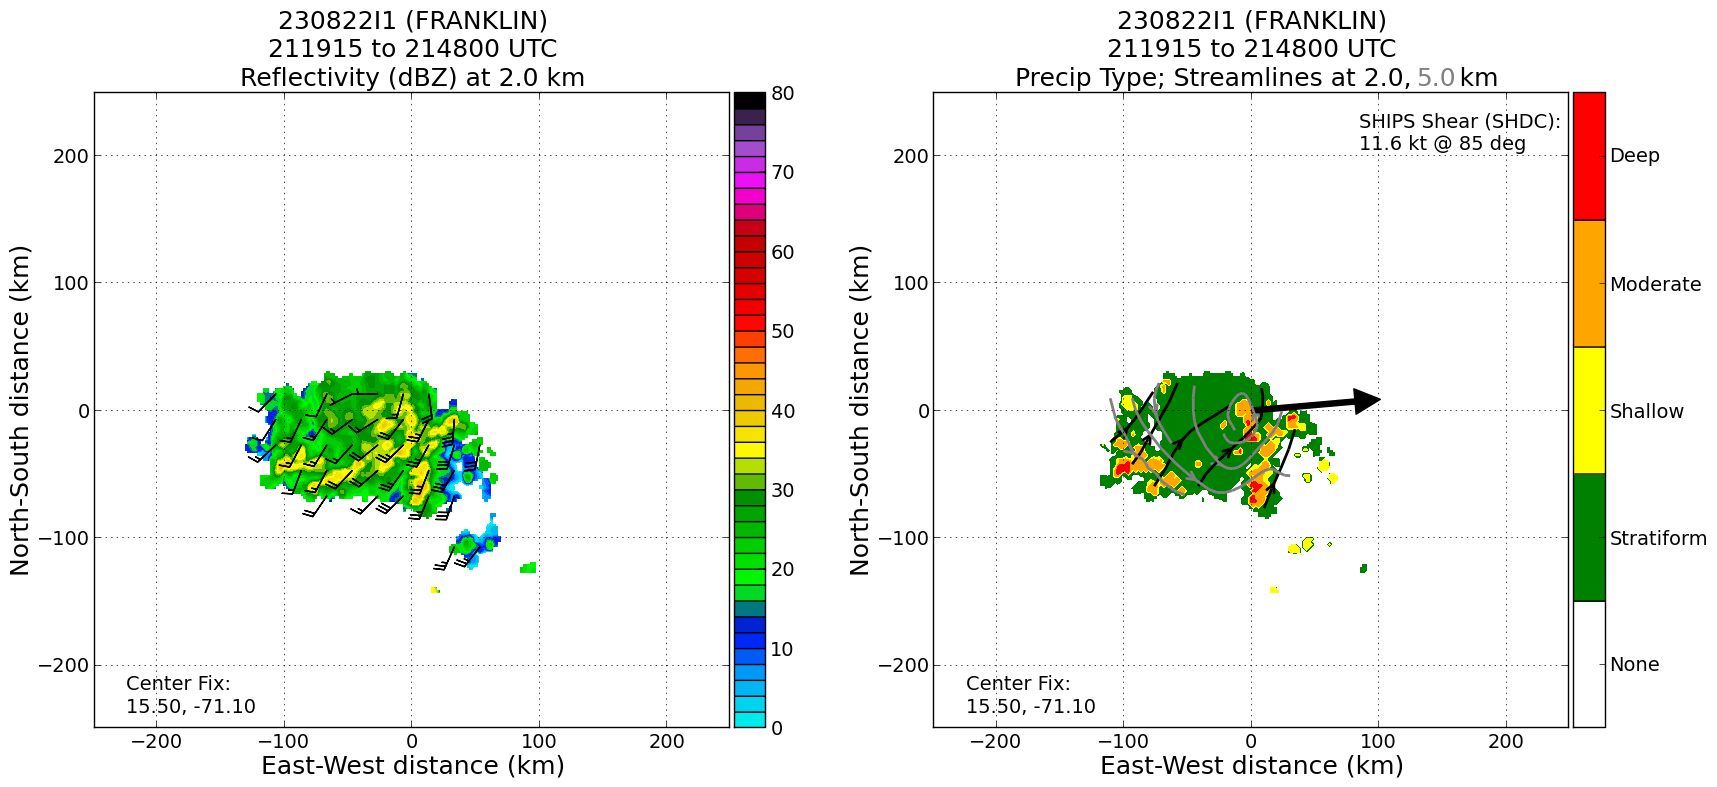 230822I1 (FRANKLIN)
211915 to 214800 UTC
Reflectivity (dBZ) at 2.0 km
North-South distance (km)
200
100
0
−100
−200
Center Fix:
15.50, -71.10
−200
−100
0
100
200
East-West distance (km)
80
70
60
50
40
30
20
10
0
230822I1 (FRANKLIN)
211915 to 214800 UTC
Precip Type; Streamlines at 2.0, 5.0 km
SHIPS Shear (SHDC):
11.6 kt @ 85 deg
North-South distance (km)
200
100
0
−100
−200
Center Fix:
15.50, -71.10
−200
−100
0
100
200
East-West distance (km)
Deep
Moderate
Shallow
Stratiform
None